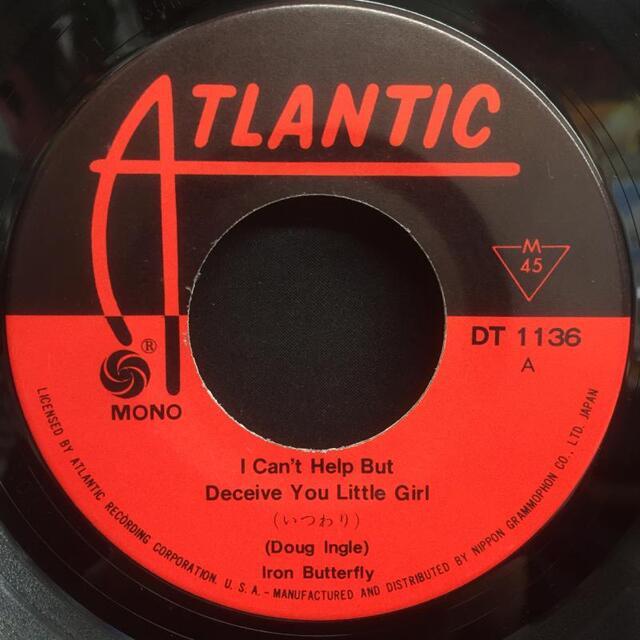 ATLANTIC
M
45
DT 1136
A
®
MONO
I Can't Help But
Deceive You Little Girl
(いつわり)
(Doug Ingle)
Iron Butterfly
LICENSED BY ATLANTIC RECORDING CORPORATION. U.S.A. - MANUFACTURED AND DISTRIBUTED BY NIPPON GRAMMOPHON CO., LTD. JAPAN